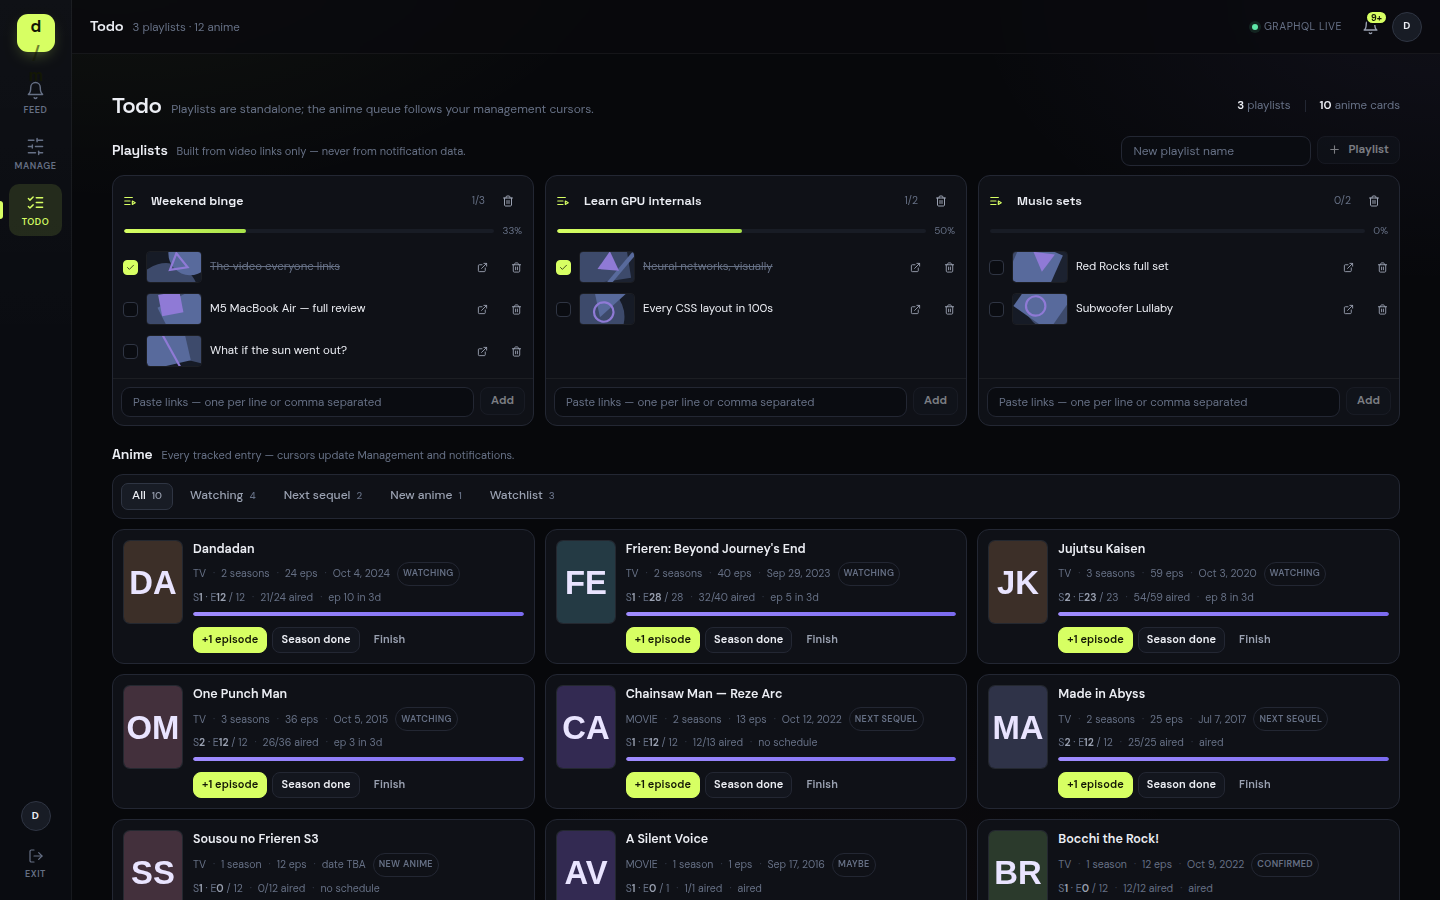 d
/
Todo 3 playlists · 12 anime
GRAPHQL LIVE
9+
D
FEED
MANAGE
TODO
Todo Playlists are standalone; the anime queue follows your management cursors.
3 playlists 10 anime cards
Playlists Built from video links only — never from notification data.
New playlist name
+ Playlist
Weekend binge 1/3
33%
The video everyone links
M5 MacBook Air — full review
What if the sun went out?
Paste links — one per line or comma separated Add
Learn GPU internals 1/2
50%
Neural networks, visually
Every CSS layout in 100s
Paste links — one per line or comma separated Add
Music sets 0/2
0%
Red Rocks full set
Subwoofer Lullaby
Paste links — one per line or comma separated Add
Anime Every tracked entry — cursors update Management and notifications.
All 10 Watching 4 Next sequel 2 New anime 1 Watchlist 3
DA
Dandadan
TV · 2 seasons · 24 eps · Oct 4, 2024 WATCHING
S1 · E12 / 12 · 21/24 aired · ep 10 in 3d
+1 episode Season done Finish
FE
Frieren: Beyond Journey's End
TV · 2 seasons · 40 eps · Sep 29, 2023 WATCHING
S1 · E28 / 28 · 32/40 aired · ep 5 in 3d
+1 episode Season done Finish
JK
Jujutsu Kaisen
TV · 3 seasons · 59 eps · Oct 3, 2020 WATCHING
S2 · E23 / 23 · 54/59 aired · ep 8 in 3d
+1 episode Season done Finish
OM
One Punch Man
TV · 3 seasons · 36 eps · Oct 5, 2015 WATCHING
S2 · E12 / 12 · 26/36 aired · ep 3 in 3d
+1 episode Season done Finish
CA
Chainsaw Man — Reze Arc
MOVIE · 2 seasons · 13 eps · Oct 12, 2022 NEXT SEQUEL
S1 · E12 / 12 · 12/13 aired · no schedule
+1 episode Season done Finish
MA
Made in Abyss
TV · 2 seasons · 25 eps · Jul 7, 2017 NEXT SEQUEL
S2 · E12 / 12 · 25/25 aired · aired
+1 episode Season done Finish
SS
Sousou no Frieren S3
TV · 1 season · 12 eps · date TBA NEW ANIME
S1 · E0 / 12 · 0/12 aired · no schedule
AV
A Silent Voice
MOVIE · 1 season · 1 eps · Sep 17, 2016 MAYBE
S1 · E0 / 1 · 1/1 aired · aired
BR
Bocchi the Rock!
TV · 1 season · 12 eps · Oct 9, 2022 CONFIRMED
S1 · E0 / 12 · 12/12 aired · aired
D
EXIT